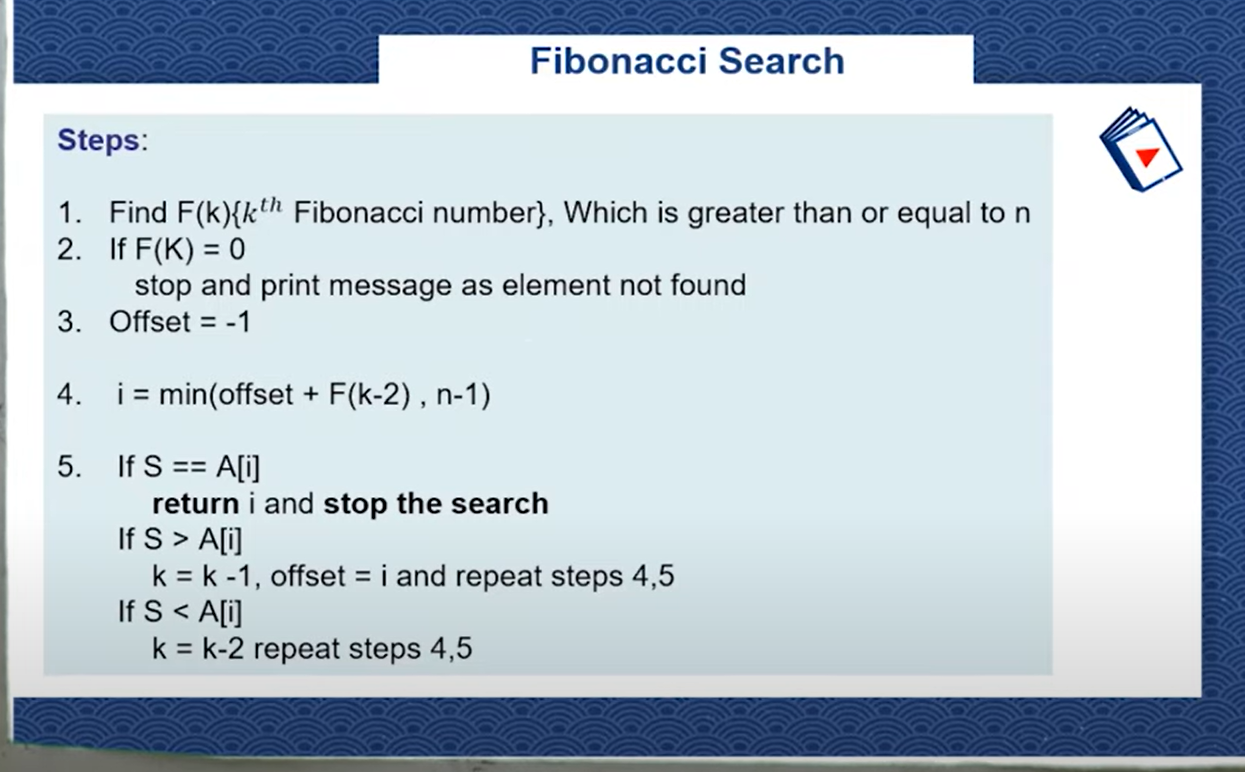 Fibonacci Search
Steps:
1. Find F(k){kᵗʰ Fibonacci number}, Which is greater than or equal to n
2. If F(K) = 0
stop and print message as element not found
3. Offset = -1
4. i = min(offset + F(k-2) , n-1)
5. If S == A[i]
return i and stop the search
If S > A[i]
k = k -1, offset = i and repeat steps 4,5
If S < A[i]
k = k-2 repeat steps 4,5